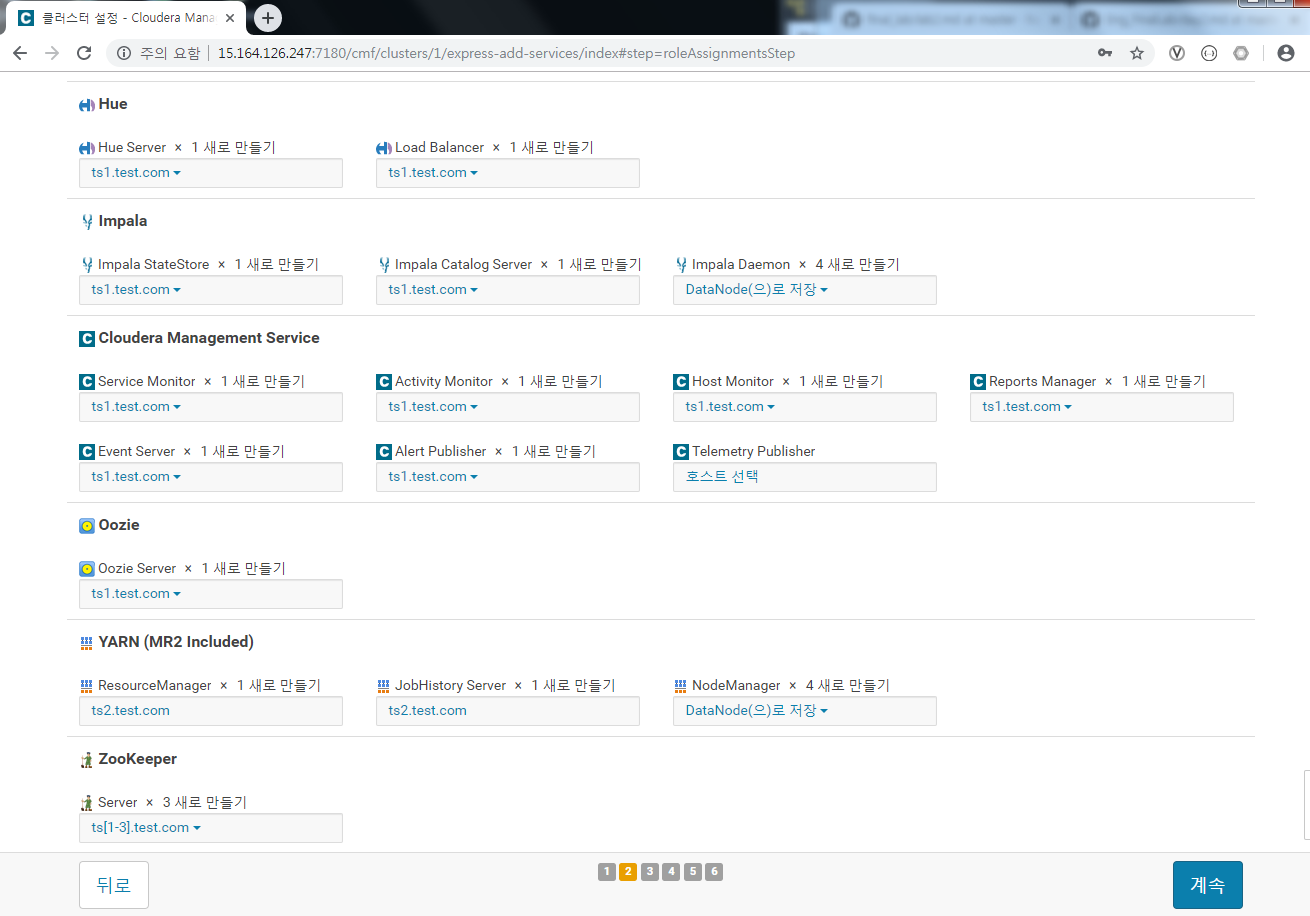 클러스터 설정 - Cloudera Mana
주의 요함 15.164.126.247:7180/cmf/clusters/1/express-add-services/index#step=roleAssignmentsStep
Hue
Hue Server × 1 새로 만들기 Load Balancer × 1 새로 만들기
ts1.test.com ts1.test.com
Impala
Impala StateStore × 1 새로 만들기 Impala Catalog Server × 1 새로 만들기 Impala Daemon × 4 새로 만들기
ts1.test.com ts1.test.com DataNode(으)로 저장
Cloudera Management Service
Service Monitor × 1 새로 만들기 Activity Monitor × 1 새로 만들기 Host Monitor × 1 새로 만들기 Reports Manager × 1 새로 만들기
ts1.test.com ts1.test.com ts1.test.com ts1.test.com
Event Server × 1 새로 만들기 Alert Publisher × 1 새로 만들기 Telemetry Publisher
ts1.test.com ts1.test.com 호스트 선택
Oozie
Oozie Server × 1 새로 만들기
ts1.test.com
YARN (MR2 Included)
ResourceManager × 1 새로 만들기 JobHistory Server × 1 새로 만들기 NodeManager × 4 새로 만들기
ts2.test.com ts2.test.com DataNode(으)로 저장
ZooKeeper
Server × 3 새로 만들기
ts[1-3].test.com
뒤로 1 2 3 4 5 6 계속